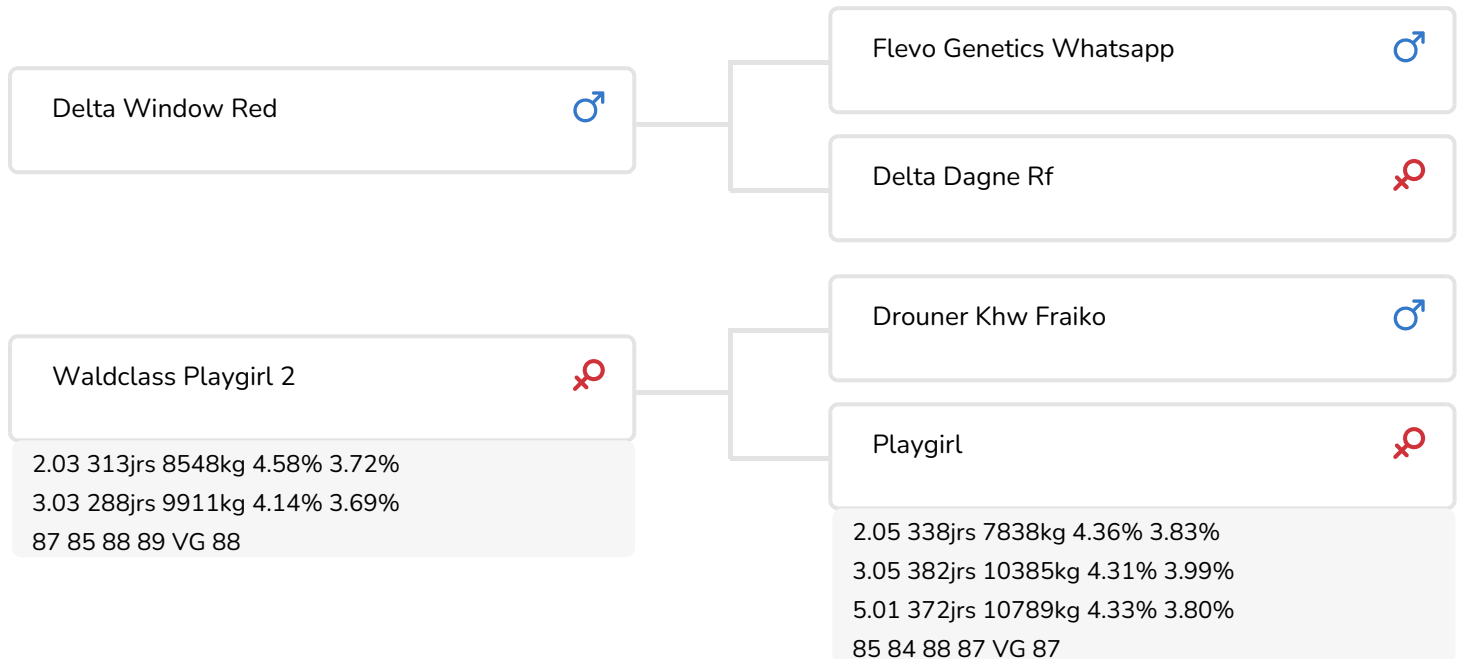 Delta Window Red
Flevo Genetics Whatsapp
Delta Dagne Rf
Waldclass Playgirl 2
2.03 313jrs 8548kg 4.58% 3.72%
3.03 288jrs 9911kg 4.14% 3.69%
87 85 88 89 VG 88
Drouner Khw Fraiko
Playgirl
2.05 338jrs 7838kg 4.36% 3.83%
3.05 382jrs 10385kg 4.31% 3.99%
5.01 372jrs 10789kg 4.33% 3.80%
85 84 88 87 VG 87